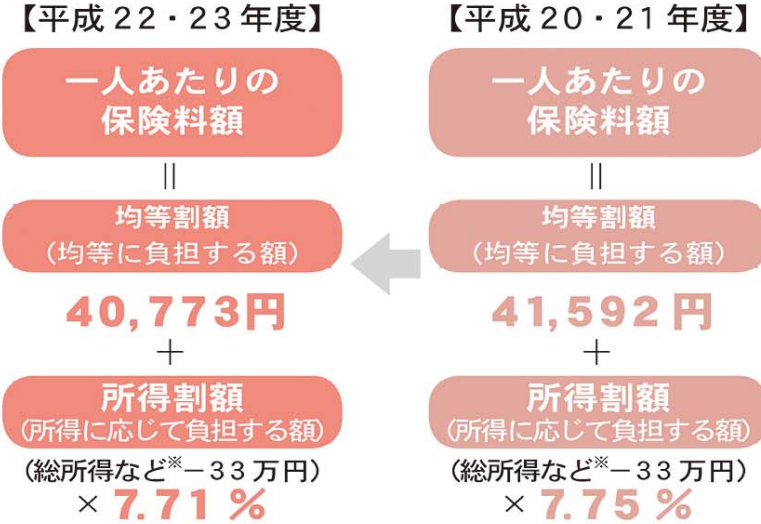 【平成22・23年度】
一人あたりの
保険料額
＝
均等割額
（均等に負担する額）
40,773円
＋
所得割額
（所得に応じて負担する額）
（総所得など※－33万円）
× 7.71 %
【平成20・21年度】
一人あたりの
保険料額
＝
均等割額
（均等に負担する額）
41,592円
＋
所得割額
（所得に応じて負担する額）
（総所得など※－33万円）
× 7.75 %